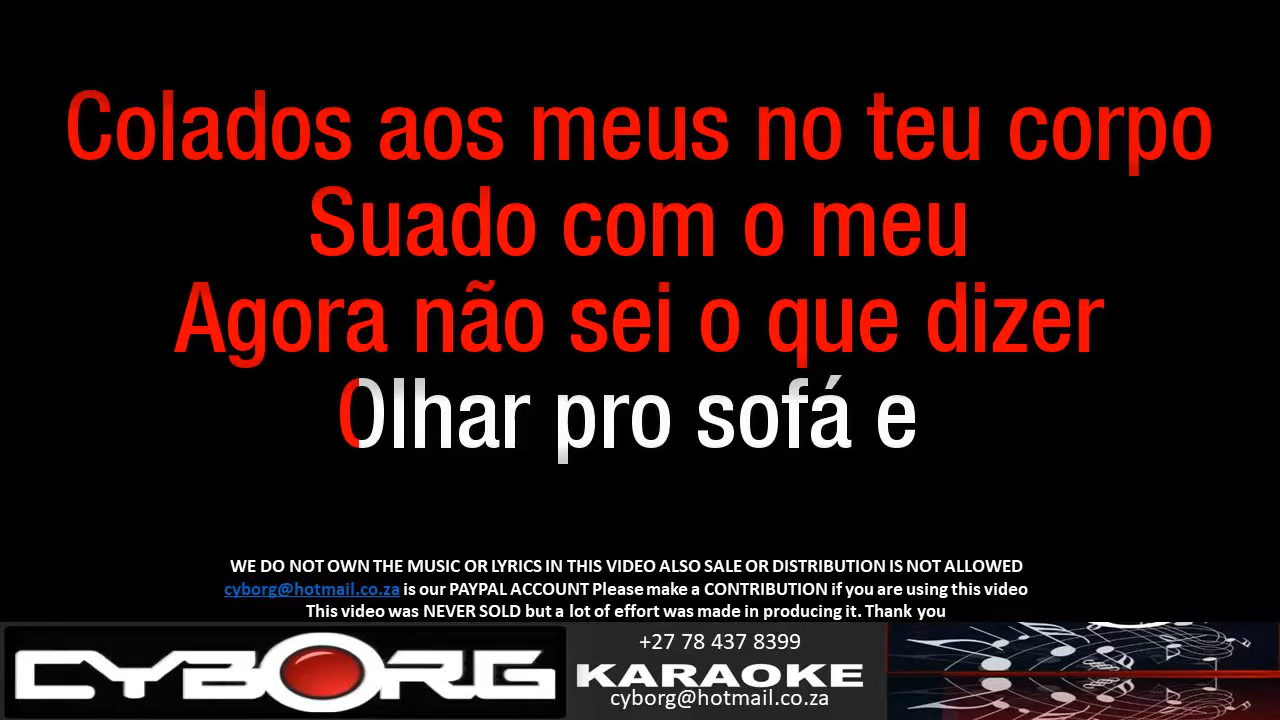 Colados aos meus no teu corpo
Suado com o meu
Agora não sei o que dizer
Olhar pro sofá e
WE DO NOT OWN THE MUSIC OR LYRICS IN THIS VIDEO ALSO SALE OR DISTRIBUTION IS NOT ALLOWED
cyborg@hotmail.co.za is our PAYPAL ACCOUNT Please make a CONTRIBUTION if you are using this video
This video was NEVER SOLD but a lot of effort was made in producing it. Thank you
CYBORG
+27 78 437 8399
KARAOKE
cyborg@hotmail.co.za